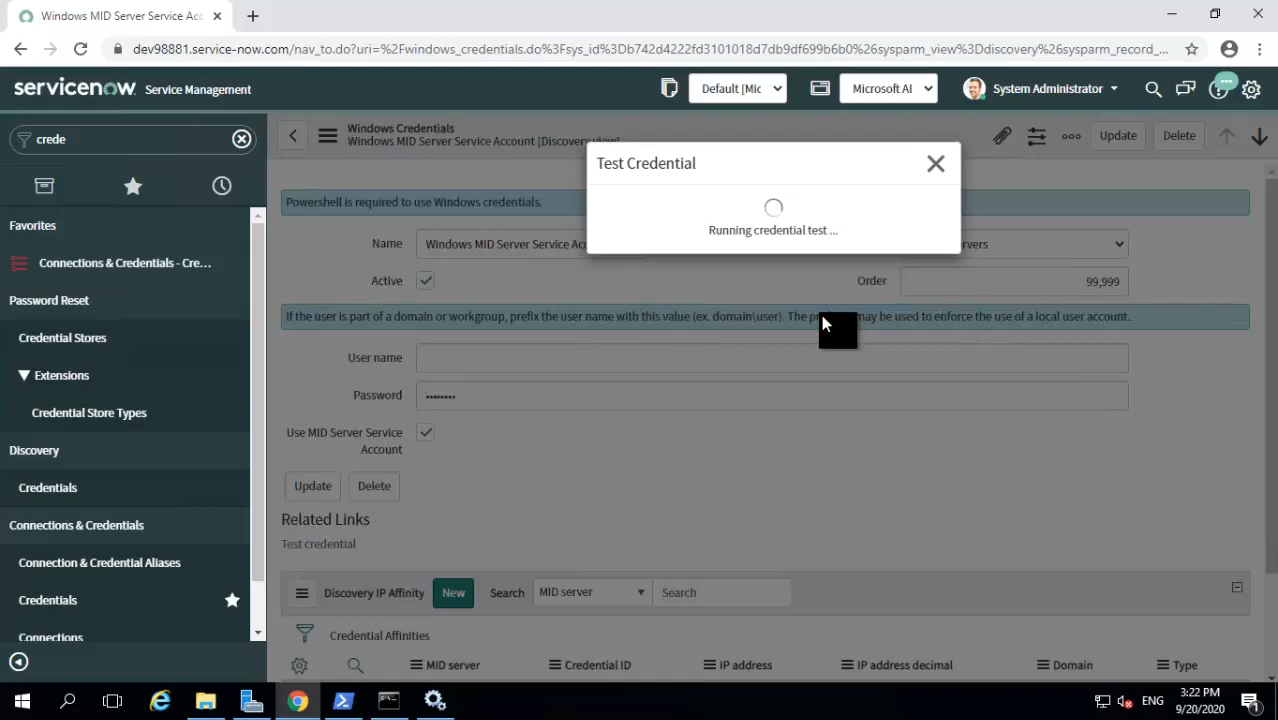 Windows MID Server Service Acc
dev98881.service-now.com/nav_to.do?uri=%2Fwindows_credentials.do%3Fsys_id%3Db742d4222fd3101018d7db9df699b6b0%26sysparm_view%3Ddiscovery%26sysparm_record_...
servicenow Service Management
Default [Mic
Microsoft AI
System Administrator
crede
Windows Credentials
Windows MID Server Service Account [Discovery view]
Update
Delete
Test Credential
Running credential test ...
Favorites
Connections & Credentials - Cre...
Password Reset
Credential Stores
Extensions
Credential Store Types
Discovery
Credentials
Connections & Credentials
Connection & Credential Aliases
Credentials
Connections
Powershell is required to use Windows credentials.
Name
Windows MID Server Service Acc
rvers
Active
Order
99,999
If the user is part of a domain or workgroup, prefix the user name with this value (ex. domain\user). The may be used to enforce the use of a local user account.
User name
Password
••••••••
Use MID Server Service
Account
Update
Delete
Related Links
Test credential
Discovery IP Affinity
New
Search
MID server
Search
Credential Affinities
MID server
Credential ID
IP address
IP address decimal
Domain
Type
ENG
3:22 PM
9/20/2020
1